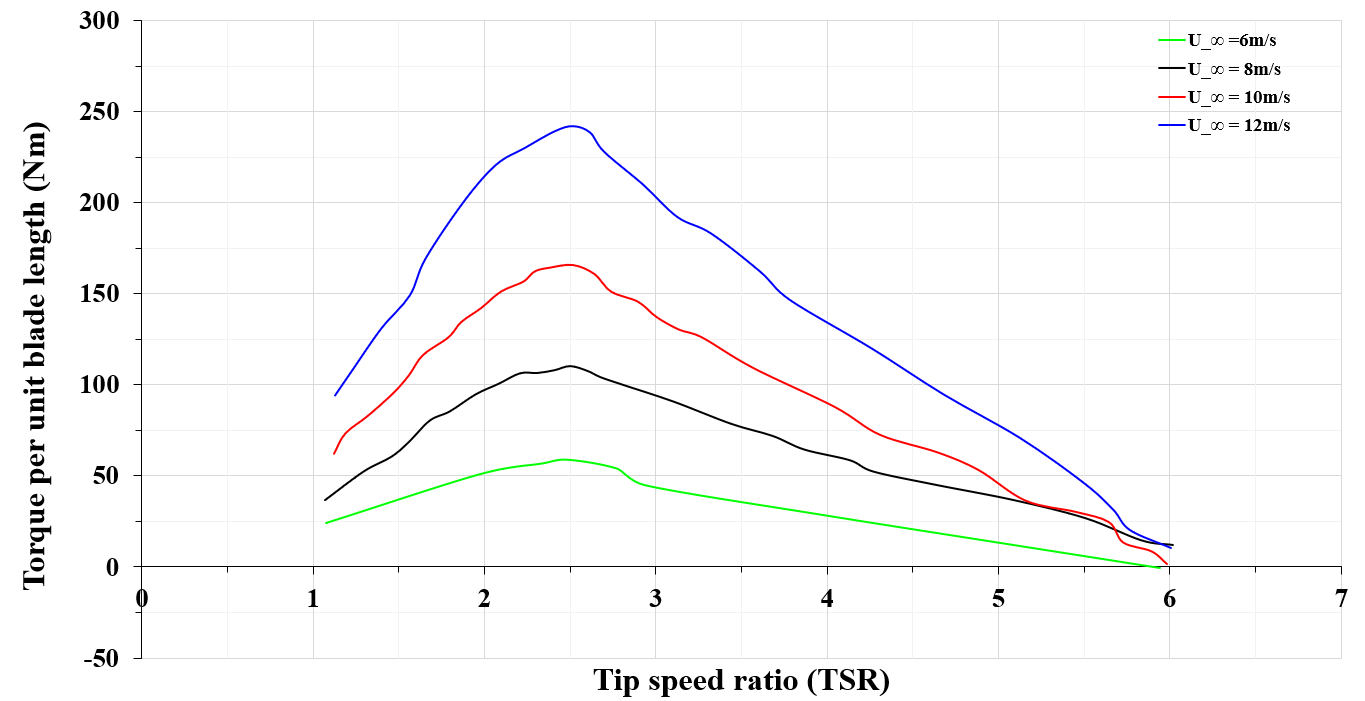 300
250
200
150
100
50
0
-50
0 1 2 3 4 5 6 7
Torque per unit blade length (Nm)
Tip speed ratio (TSR)
U_∞ =6m/s
U_∞ = 8m/s
U_∞ = 10m/s
U_∞ = 12m/s